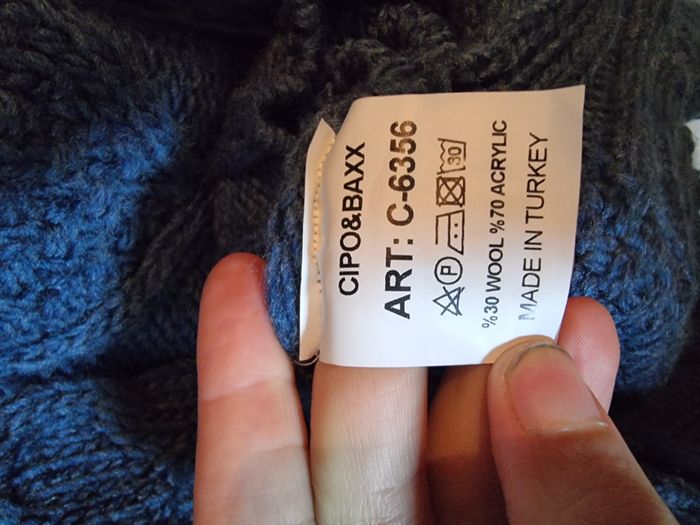 CIPO&BAXX
ART: C-6356
P 30
%30 WOOL %70 ACRYLIC
MADE IN TURKEY